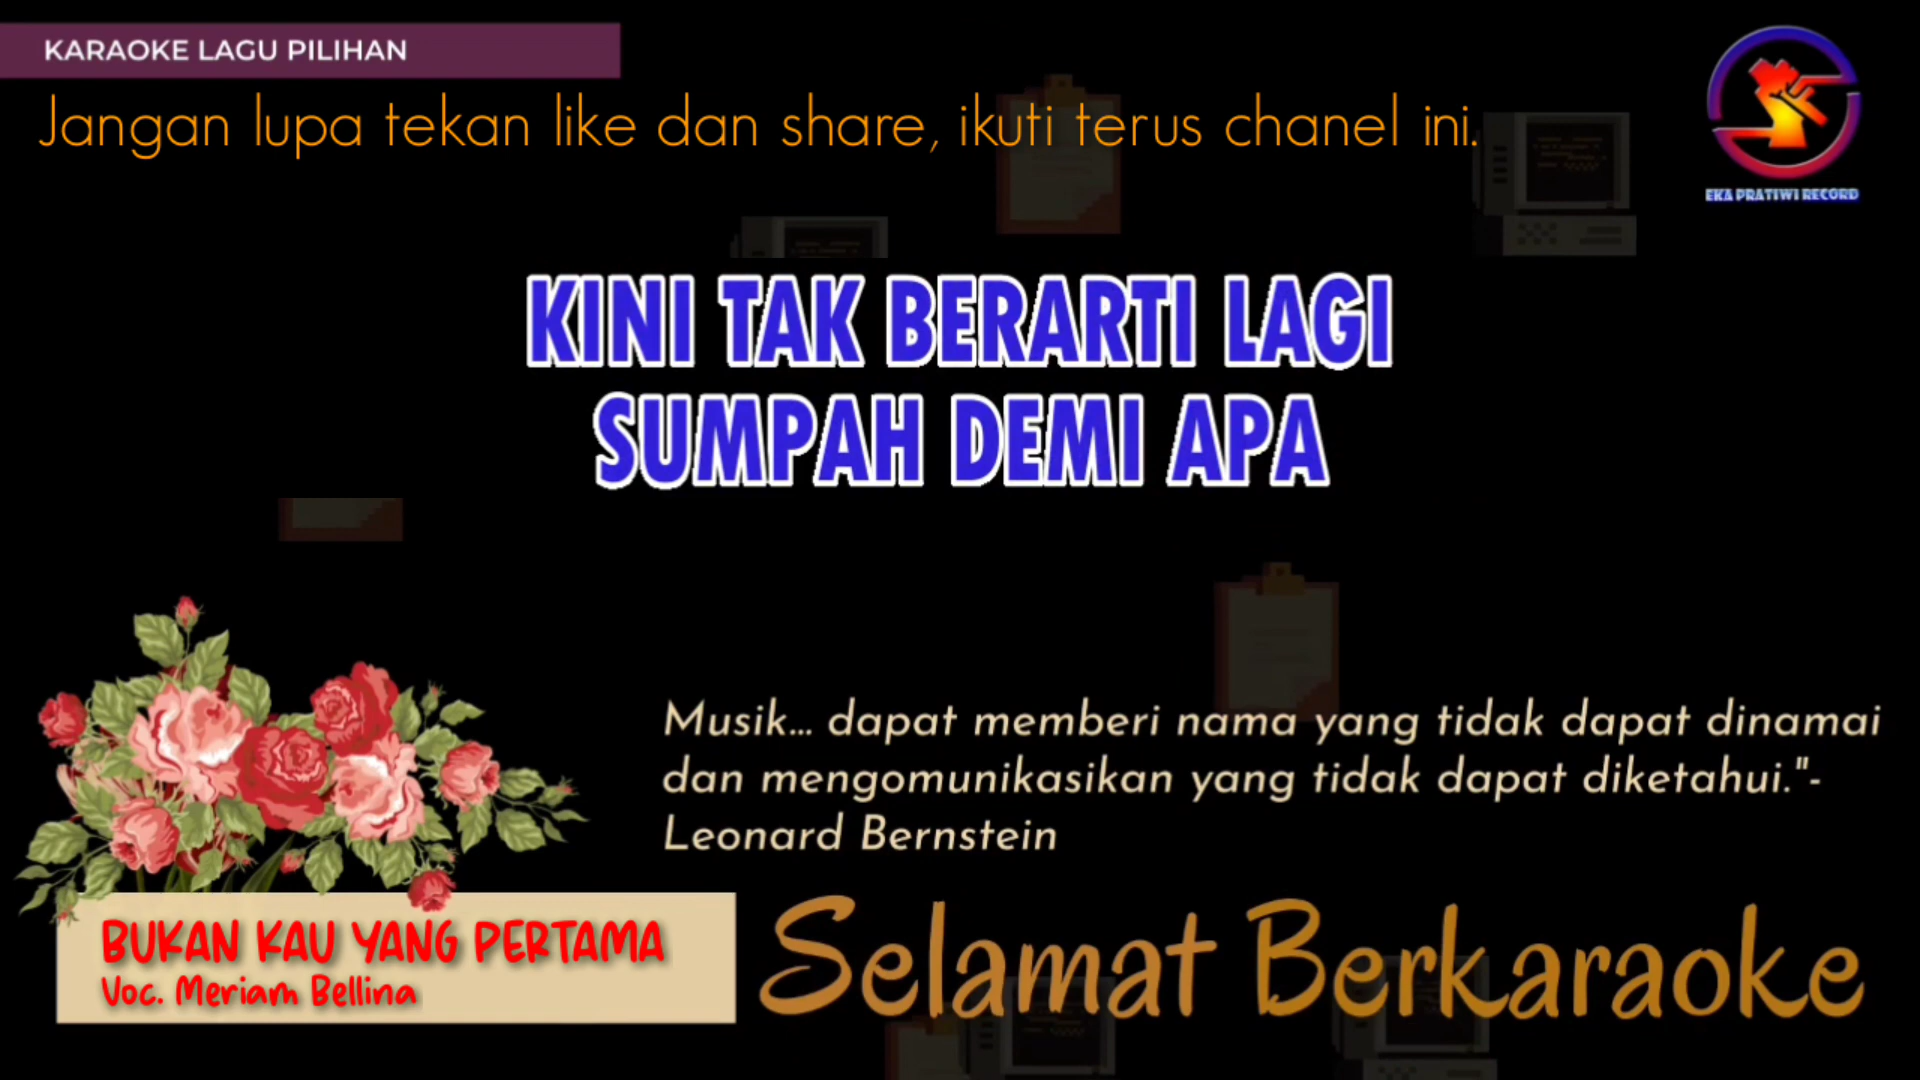 KARAOKE LAGU PILIHAN
Jangan lupa tekan like dan share, ikuti terus chanel ini.
EKA PRATIWI RECORD
KINI TAK BERARTI LAGI
SUMPAH DEMI APA
Musik... dapat memberi nama yang tidak dapat dinamai
dan mengomunikasikan yang tidak dapat diketahui."-
Leonard Bernstein
BUKAN KAU YANG PERTAMA
Voc. Meriam Bellina
Selamat Berkaraoke